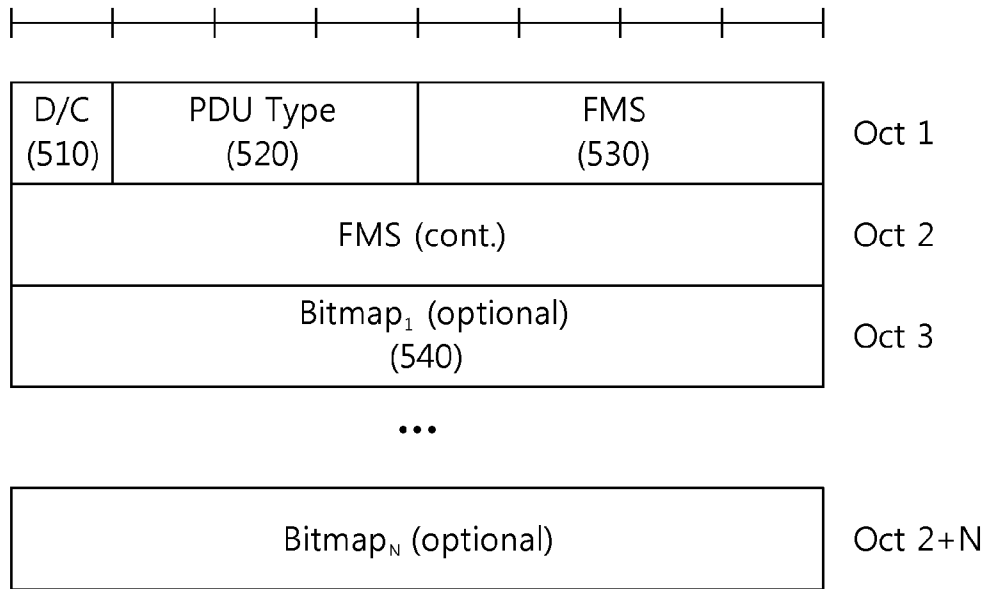 D/C PDU Type FMS
(510) (520) (530) Oct 1
FMS (cont.) Oct 2
Bitmap₁ (optional)
(540) Oct 3
•••
Bitmap_N (optional) Oct 2+N